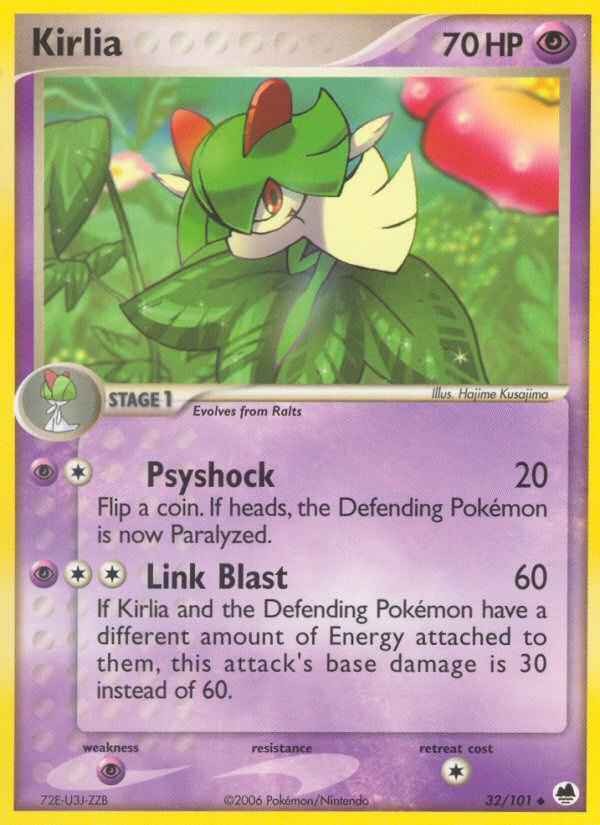 Kirlia
70 HP
Illus. Hajime Kusajima
STAGE 1
Evolves from Ralts
Psyshock 20
Flip a coin. If heads, the Defending Pokémon
is now Paralyzed.
Link Blast 60
If Kirlia and the Defending Pokémon have a
different amount of Energy attached to
them, this attack's base damage is 30
instead of 60.
weakness resistance retreat cost
72E-U3J-ZZB ©2006 Pokémon/Nintendo 32/101